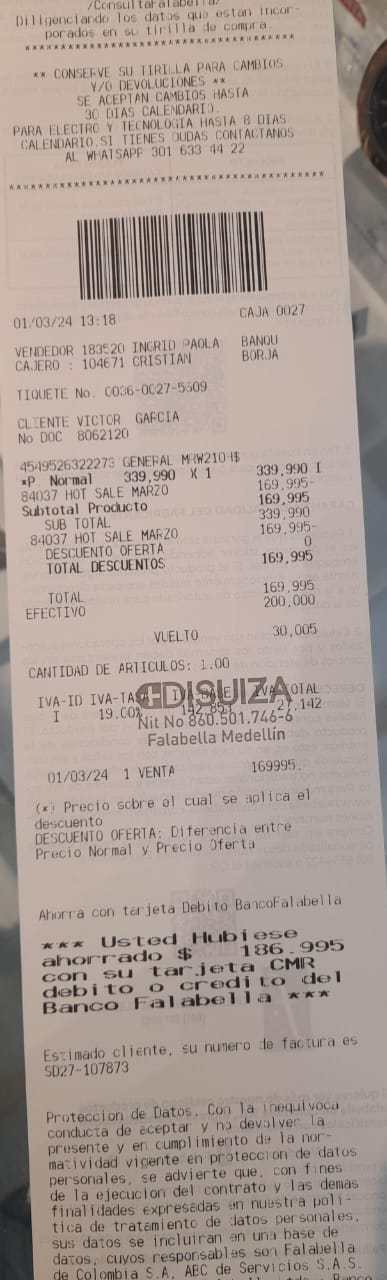 /ConsultaFalabella/
Diligenciando los datos que estan incor-
porados en su tirilla de compra.
********************************
** CONSERVE SU TIRILLA PARA CAMBIOS
Y/O DEVOLUCIONES **
SE ACEPTAN CAMBIOS HASTA
30 DIAS CALENDARIO.
PARA ELECTRO Y TECNOLOGIA HASTA 8 DIAS
CALENDARIO.SI TIENES DUDAS CONTACTANOS
AL WHATSAPP 301 633 44 22
********************************
01/03/24 13:18 CAJA 0027
VENDEDOR 183520 INGRID PAOLA BANQU
CAJERO : 104671 CRISTIAN BORJA
TIQUETE No. 0036-0027-5509
CLIENTE VICTOR GARCIA
No DOC 8062120
4549526322273 GENERAL MRW210H$
*P. Normal 339,990 X 1 339,990 I
84037 HOT SALE MARZO 169,995-
Subtotal Producto 169,995
SUB TOTAL 339,990
84037 HOT SALE MARZO 169,995-
DESCUENTO OFERTA 0
TOTAL DESCUENTOS 169,995
TOTAL 169,995
EFECTIVO 200,000
VUELTO 30,005
CANTIDAD DE ARTICULOS: 1.00
IVA-ID IVA-TASA IVA-BASE IVA-TOTAL
I 19.00% 142,853 27,142
DISUIZA
Nit No 860.501.746-6
Falabella Medellín
01/03/24 1 VENTA 169995.
(*) Precio sobre el cual se aplica el
descuento
DESCUENTO OFERTA: Diferencia entre
Precio Normal y Precio Oferta
Ahorra con tarjeta Debito BancoFalabella
*** Usted Hubiese
ahorrado $ 186.995
con su tarjeta CMR
debito o credito del
Banco Falabella ***
Estimado cliente, su numero de factura es
SD27-107873
Proteccion de Datos. Con la inequivoca
conducta de aceptar y no devolver la
presente y en cumplimiento de la nor-
matividad vigente en proteccion de datos
personales, se advierte que, con fines
de la ejecucion del contrato y las demas
finalidades expresadas en nuestra poli-
tica de tratamiento de datos personales,
sus datos se incluiran en una base de
datos, cuyos responsables son Falabella
de Colombia S.A, ABC de Servicios S.A.S.
Banco